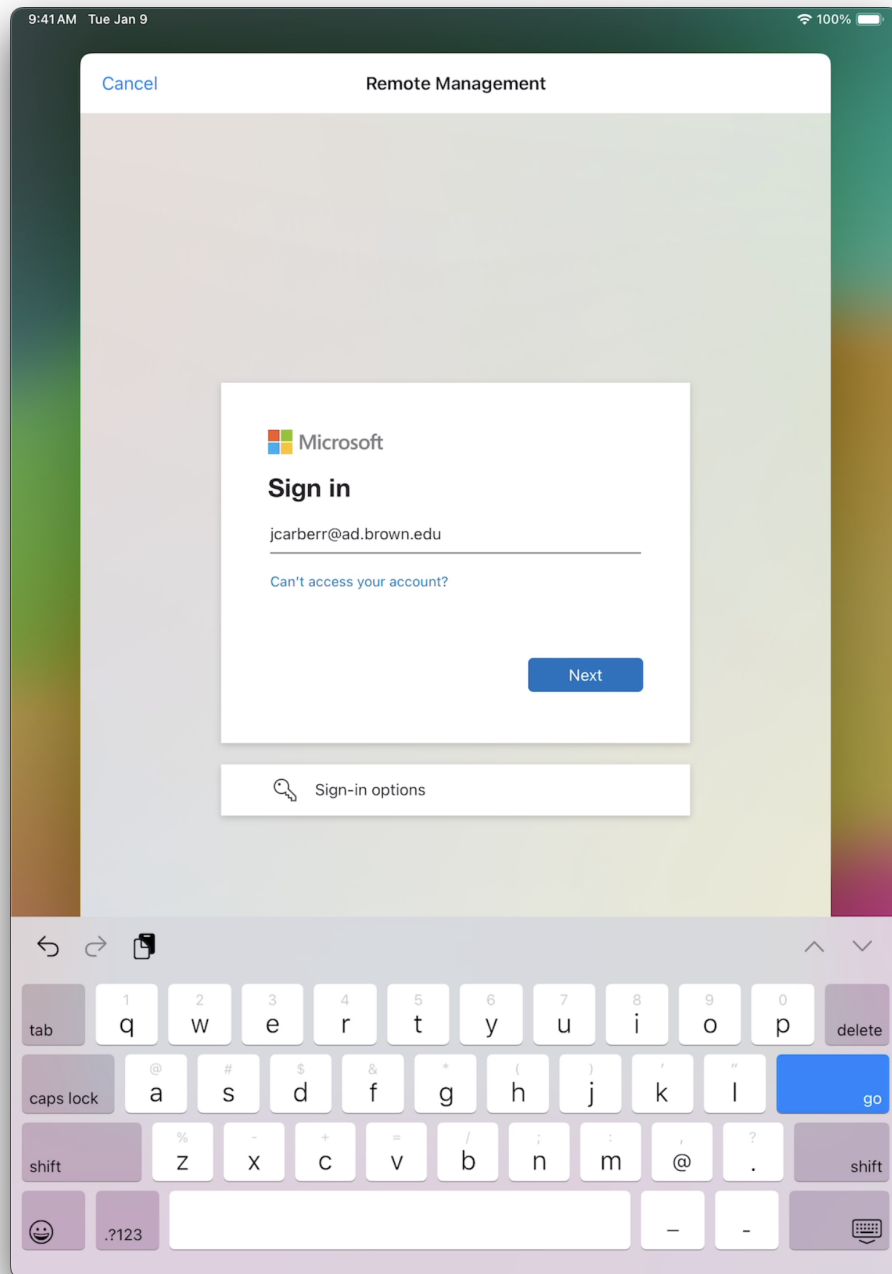 9:41 AM Tue Jan 9 100%
Cancel Remote Management
Microsoft
Sign in
jcarberr@ad.brown.edu
Can't access your account?
Next
Sign-in options
1 2 3 4 5 6 7 8 9 0
tab q w e r t y u i o p delete
@ # $ & * ( ) ' "
caps lock a s d f g h j k l go
% - + = / ; : , ?
shift z x c v b n m @ . shift
.?123 _ -